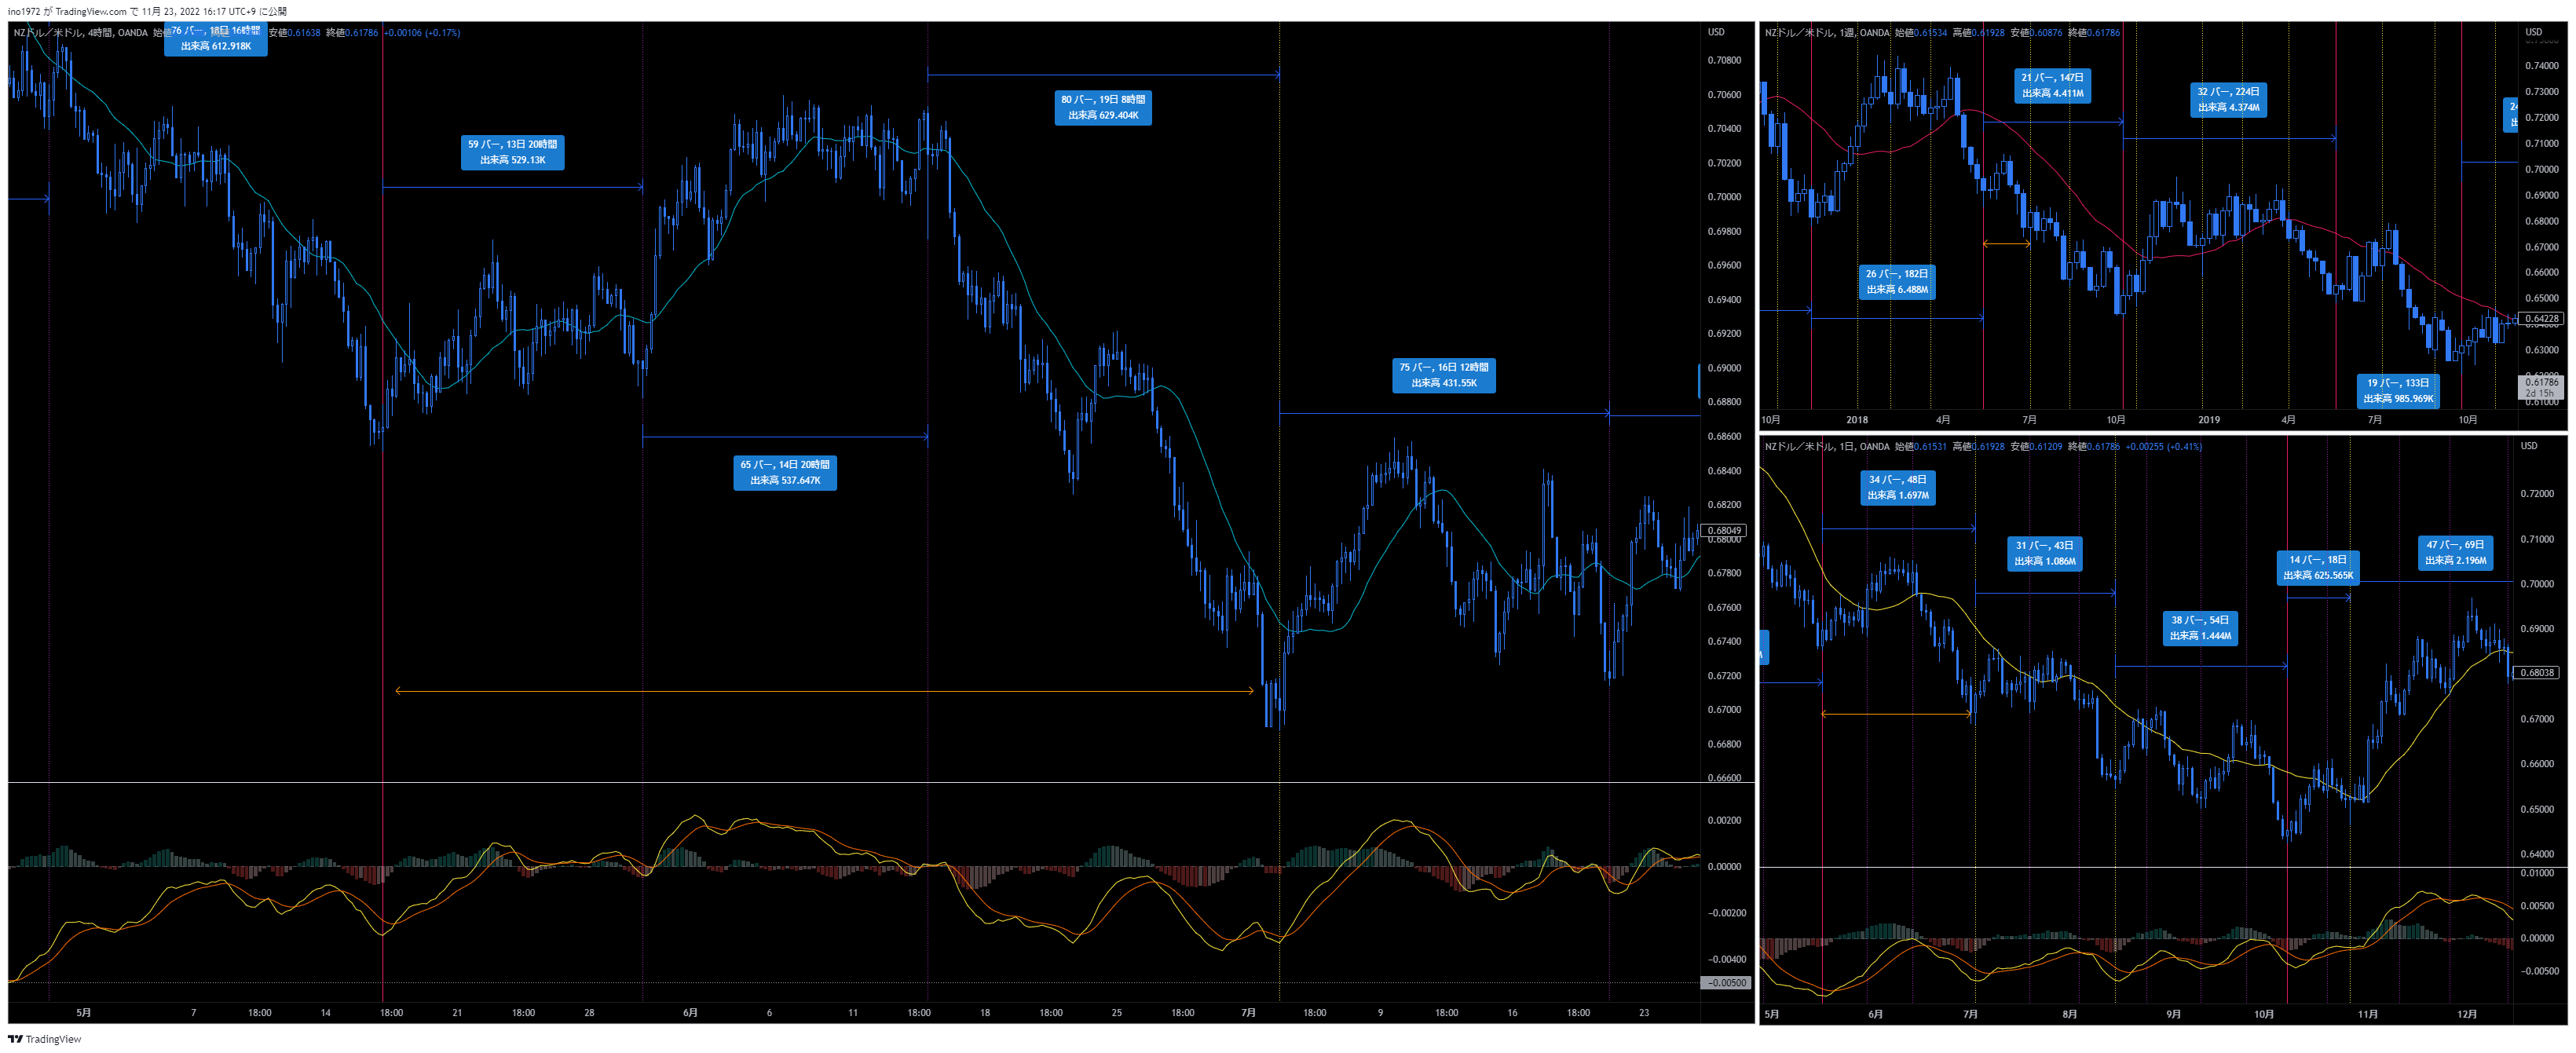 ino1972 が TradingView.com で 11月 23, 2022 16:17 UTC+9 に公開
NZドル／米ドル, 4時間, OANDA 始値 安値0.61638 終値0.61786 +0.00106 (+0.17%)
76 バー, 18日 16時間
出来高 612.918K
59 バー, 13日 20時間
出来高 529.13K
80 バー, 19日 8時間
出来高 629.404K
65 バー, 14日 20時間
出来高 537.647K
75 バー, 16日 12時間
出来高 431.55K
USD
0.70800
0.70600
0.70400
0.70200
0.70000
0.69800
0.69600
0.69400
0.69200
0.69000
0.68800
0.68600
0.68400
0.68200
0.68049
0.68000
0.67800
0.67600
0.67400
0.67200
0.67000
0.66800
0.66600
0.00200
0.00000
−0.00200
−0.00400
−0.00500
5月 7 18:00 14 18:00 21 18:00 28 6月 6 11 18:00 18 18:00 25 18:00 7月 18:00 9 18:00 16 18:00 23
NZドル／米ドル, 1週, OANDA 始値0.61534 高値0.61928 安値0.60876 終値0.61786
21 バー, 147日
出来高 4.411M
32 バー, 224日
出来高 4.374M
26 バー, 182日
出来高 6.488M
19 バー, 133日
出来高 985.969K
24
USD
0.74000
0.73000
0.72000
0.71000
0.70000
0.69000
0.68000
0.67000
0.66000
0.65000
0.64228
0.63000
0.61786
2d 15h
0.61000
10月 2018 4月 7月 10月 2019 4月 7月 10月
NZドル／米ドル, 1日, OANDA 始値0.61531 高値0.61928 安値0.61209 終値0.61786 +0.00255 (+0.41%)
34 バー, 48日
出来高 1.697M
31 バー, 43日
出来高 1.086M
38 バー, 54日
出来高 1.444M
14 バー, 18日
出来高 625.565K
47 バー, 69日
出来高 2.196M
USD
0.72000
0.71000
0.70000
0.69000
0.68038
0.67000
0.66000
0.65000
0.64000
0.01000
0.00500
0.00000
−0.00500
5月 6月 7月 8月 9月 10月 11月 12月
TradingView